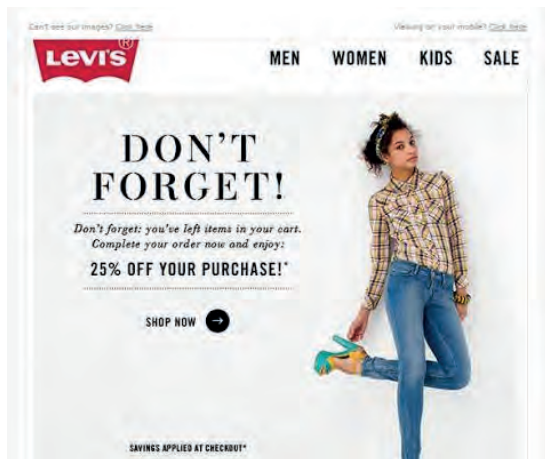 Can't see our images? Click here
Viewing on your mobile? Click here
LEVI'S®
MEN WOMEN KIDS SALE
DON'T
FORGET!
Don't forget: you've left items in your cart.
Complete your order now and enjoy:
25% OFF YOUR PURCHASE!*
SHOP NOW →
SAVINGS APPLIED AT CHECKOUT*